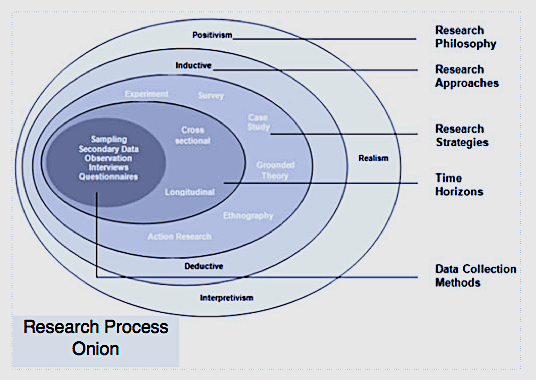 Positivism
Research
Philosophy
Inductive
Research
Approaches
Experiment
Survey
Case
Study
Research
Strategies
Sampling
Secondary Data
Observation
Interviews
Questionnaires
Cross
sectional
Realism
Grounded
Theory
Time
Horizons
Longitudinal
Ethnography
Action Research
Deductive
Data Collection
Methods
Interpretivism
Research Process
Onion